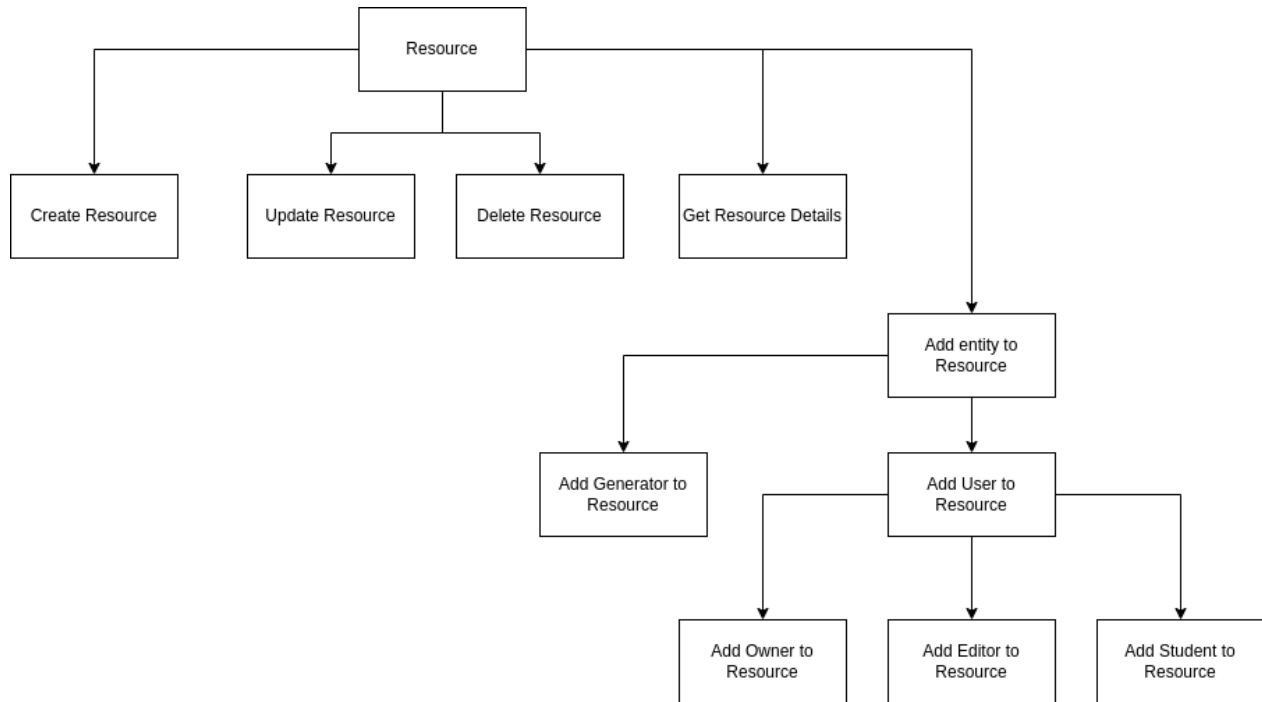 Resource
Create Resource
Update Resource
Delete Resource
Get Resource Details
Add entity to
Resource
Add Generator to
Resource
Add User to
Resource
Add Owner to
Resource
Add Editor to
Resource
Add Student to
Resource